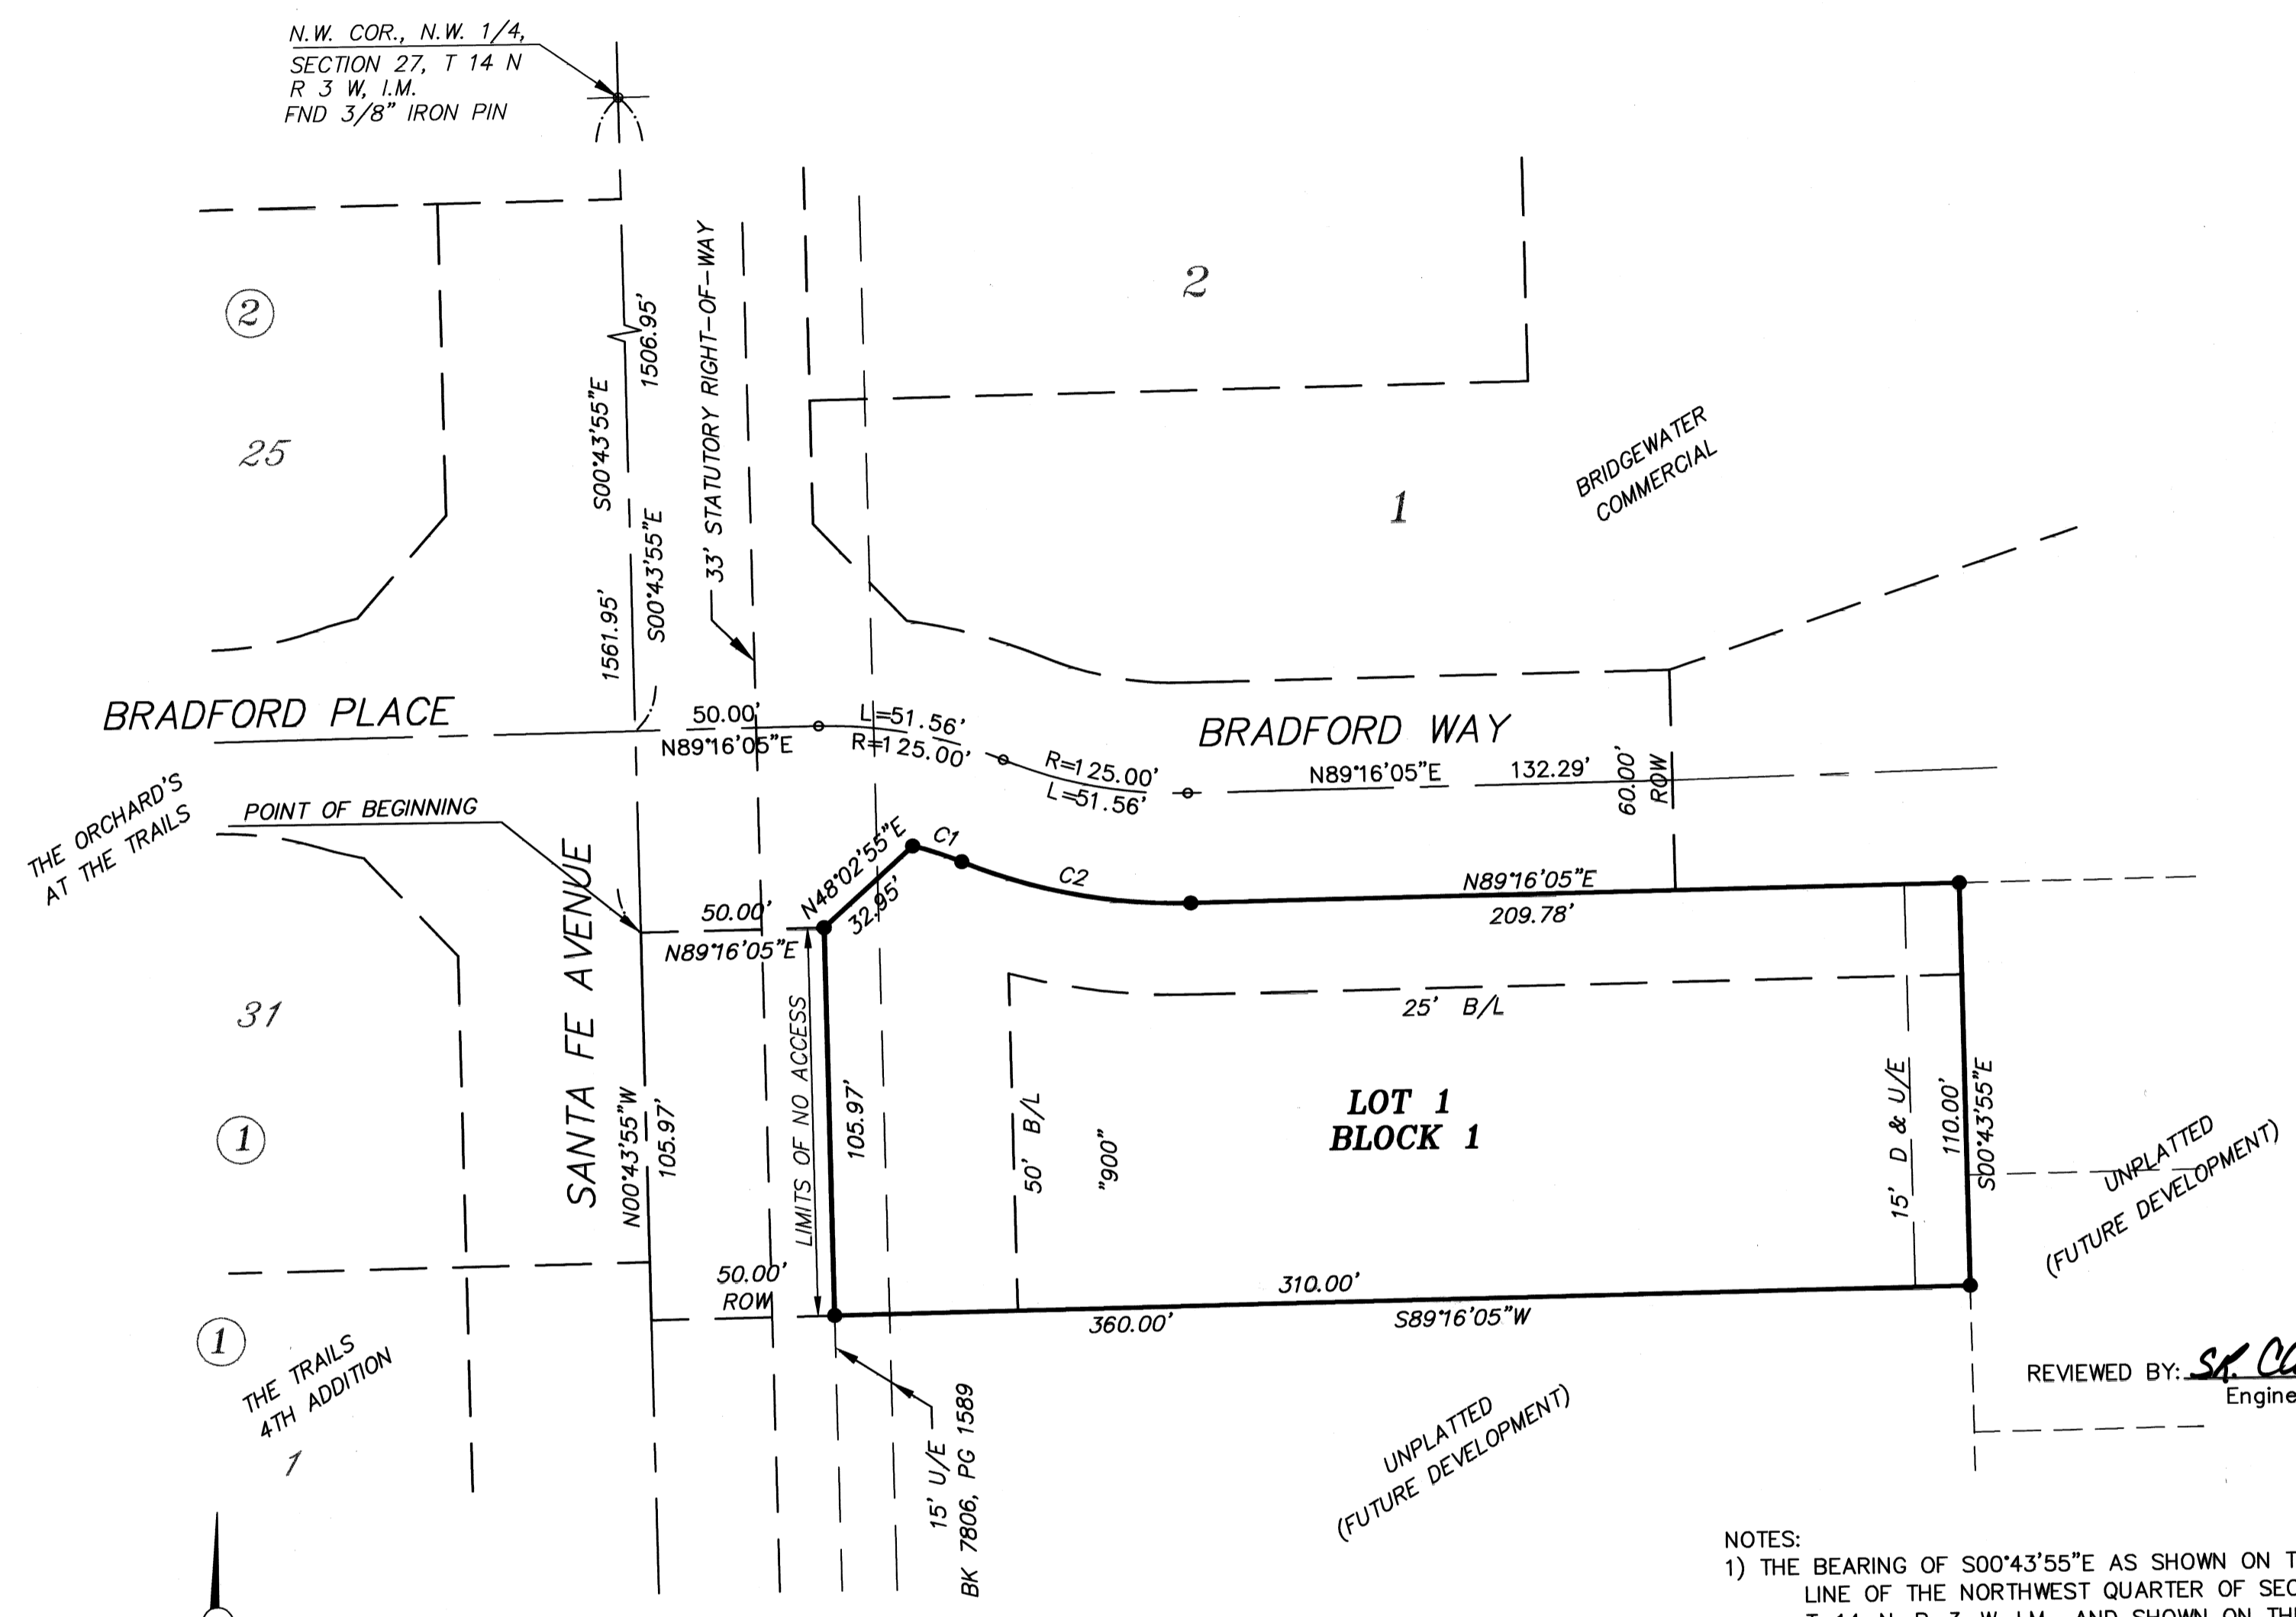 N.W. COR., N.W. 1/4,
SECTION 27, T 14 N
R 3 W, I.M.
FND 3/8" IRON PIN
2
25
S00°43'55"E
1506.95'
1561.95'
S00°43'55"E
33' STATUTORY RIGHT-OF-WAY
2
1
BRIDGEWATER
COMMERCIAL
BRADFORD PLACE
50.00'
N89°16'05"E
L=51.56'
R=125.00'
R=125.00'
L=51.56'
BRADFORD WAY
N89°16'05"E
132.29'
60.00'
ROW
THE ORCHARD'S
AT THE TRAILS
POINT OF BEGINNING
SANTA FE AVENUE
50.00'
N89°16'05"E
N48°02'55"E
32.95'
C1
C2
N89°16'05"E
209.78'
31
1
N00°43'55"W
105.97'
LIMITS OF NO ACCESS
105.97'
50' B/L
"900"
25' B/L
LOT 1
BLOCK 1
15' D & U/E
110.00'
S00°43'55"E
UNPLATTED
(FUTURE DEVELOPMENT)
50.00'
ROW
310.00'
360.00'
S89°16'05"W
1
THE TRAILS
4TH ADDITION
1
15' U/E
BK 7806, PG 1589
UNPLATTED
(FUTURE DEVELOPMENT)
REVIEWED BY:
Engine
NOTES:
1) THE BEARING OF S00°43'55"E AS SHOWN ON T
LINE OF THE NORTHWEST QUARTER OF SEC